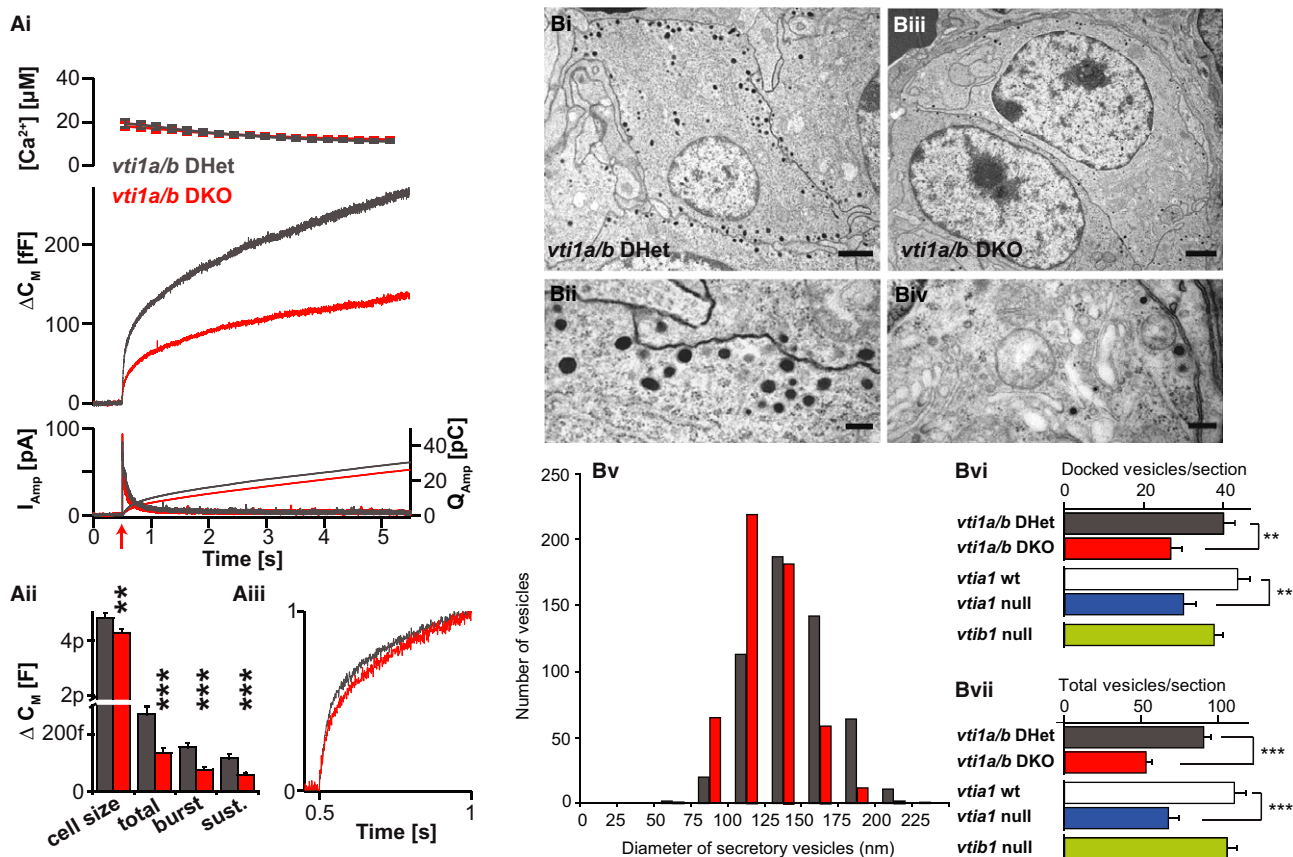 Ai
[Ca²⁺] [µM]
40
20
0
vti1a/b DHet
vti1a/b DKO
ΔC_M [fF]
200
100
0
I_Amp [pA]
100
0
Q_Amp [pC]
40
20
0
0 1 2 3 4 5
Time [s]
Aii
Δ C_M [F]
4p
2p
200f
0
** *** *** ***
cell size total burst sust.
Aiii
1
0
0.5 1
Time [s]
Bi
vti1a/b DHet
Biii
vti1a/b DKO
Bii
Biv
Bv
Number of vesicles
250
200
150
100
50
0
0 25 50 75 100 125 150 175 200 225
Diameter of secretory vesicles (nm)
Bvi
Docked vesicles/section
0 20 40
vti1a/b DHet
vti1a/b DKO
**
vtia1 wt
vtia1 null
**
vtib1 null
Bvii
Total vesicles/section
0 50 100
vti1a/b DHet
vti1a/b DKO
***
vtia1 wt
vtia1 null
***
vtib1 null